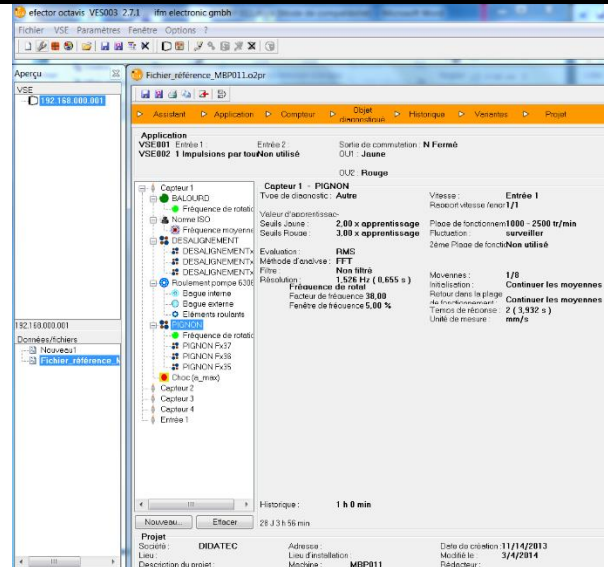 efector octavis VES003 2.7.1 ifm electronic gmbh
Fichier VSE Paramètres Fenêtre Options ?
Aperçu
VSE
192.168.000.001
Fichier_référence_MBP011.o2pr
Assistant Application Compteur Objet diagnostique Historique Variantes Projet
Application
VSE001 Entrée 1 : Entrée 2 : Sortie de commutation : N Fermé
VSE002 1 Impulsions par tou Non utilisé OU1 : Jaune
OU2 : Rouge
Capteur 1
BALOURD
Fréquence de rotatio
Norme ISO
Fréquence moyenn
DESALIGNEMENT
DESALIGNEMENTx
DESALIGNEMENTx
DESALIGNEMENTx
Roulement pompe 6306
Bague interne
Bague externe
Eléments roulants
PIGNON
Fréquence de rotatic
PIGNON Fx37
PIGNON Fx36
PIGNON Fx35
Choc (a_max)
Capteur 2
Capteur 3
Capteur 4
Entrée 1
Capteur 1 - PIGNON
Type de diagnostic : Autre
Valeur d'apprentissac
Seuils Jaune : 2,00 x apprentissage
Seuils Rouge : 3,00 x apprentissage
Evaluation : RMS
Méthode d'analyse : FFT
Filtre : Non filtré
Résolution : 1,526 Hz ( 0,655 s )
Fréquence de rotat
Facteur de fréquence 38,00
Fenêtre de fréquence 5,00 %
Vitesse : Entrée 1
Rapport vitesse /enor 1/1
Plage de fonctionnem 1000 - 2500 tr/min
Fluctuation : surveiller
2ème Plage de foncti Non utilisé
Moyennes : 1/8
Initialisation : Continuer les moyennes
Retour dans la plage de fonctionnement : Continuer les moyennes
Temps de réponse : 2 ( 3,932 s )
Unité de mesure : mm/s
Historique : 1 h 0 min
Nouveau... Effacer 28 J 3 h 56 min
192.168.000.001
Données/fichiers
Nouveau1
Fichier_référence_M
Projet
Société : DIDATEC Adresse : Date de création : 11/14/2013
Lieu : Lieu d'installation : Modifié le : 3/4/2014
Description du projet : Machine : MBP011 Rédacteur :